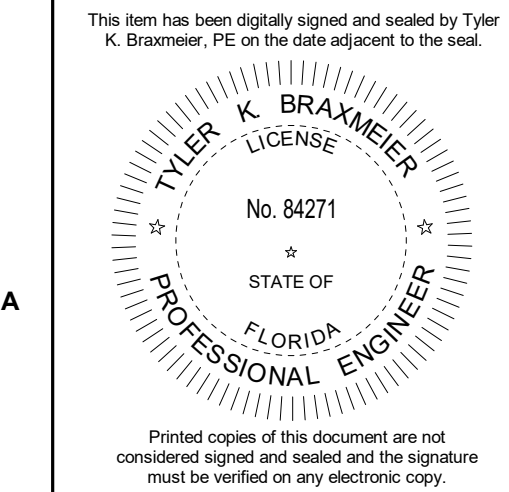 This item has been digitally signed and sealed by Tyler
K. Braxmeier, PE on the date adjacent to the seal.
TYLER K. BRAXMEIER
LICENSE
No. 84271
STATE OF
FLORIDA
PROFESSIONAL ENGINEER
A
Printed copies of this document are not
considered signed and sealed and the signature
must be verified on any electronic copy.